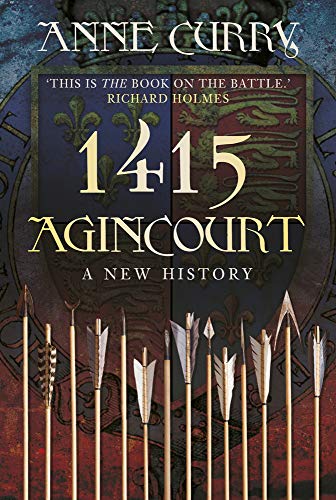 ANNE CURRY
'THIS IS THE BOOK ON THE BATTLE.'
RICHARD HOLMES
1415
AGINCOURT
A NEW HISTORY